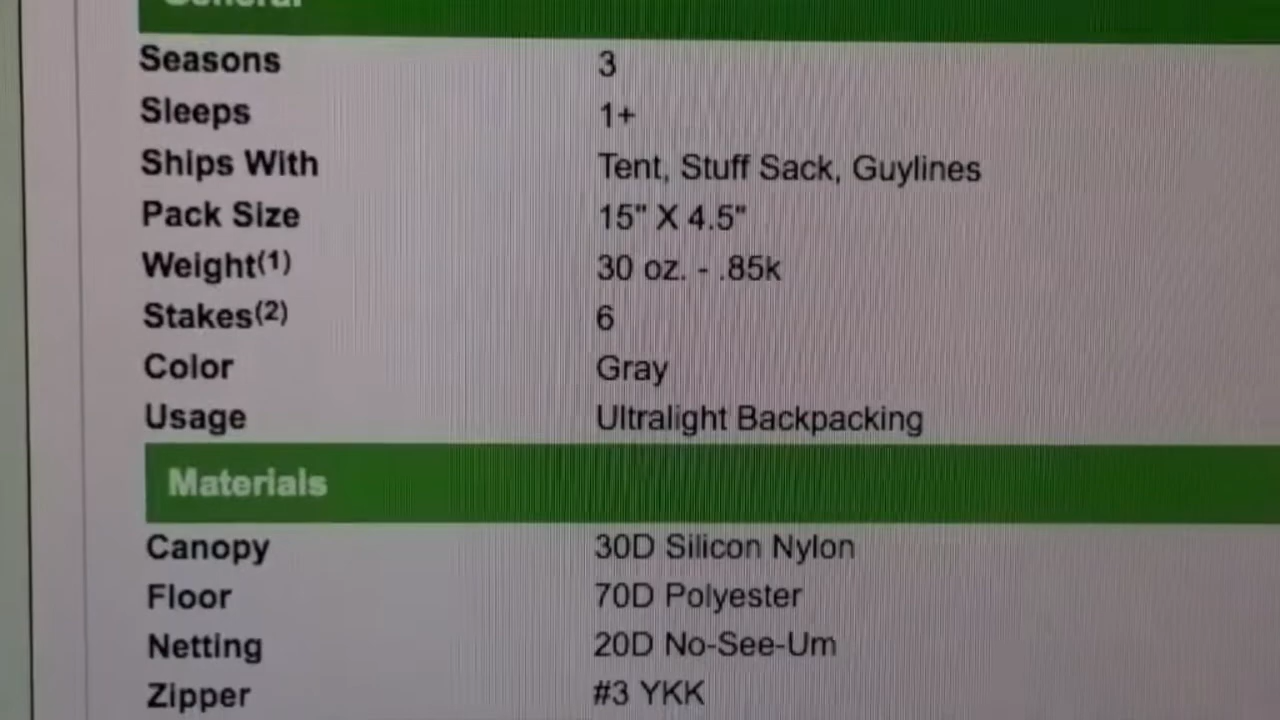 General
Seasons 3
Sleeps 1+
Ships With Tent, Stuff Sack, Guylines
Pack Size 15" X 4.5"
Weight(1) 30 oz. - .85k
Stakes(2) 6
Color Gray
Usage Ultralight Backpacking
Materials
Canopy 30D Silicon Nylon
Floor 70D Polyester
Netting 20D No-See-Um
Zipper #3 YKK